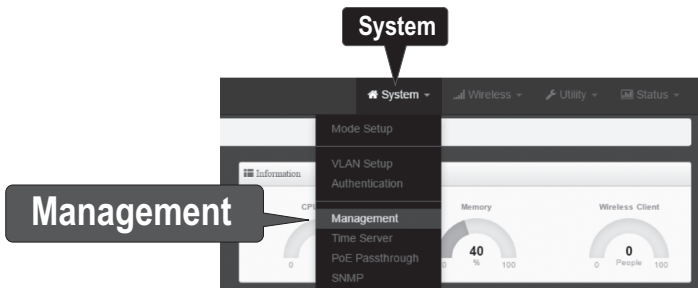 System
System Wireless Utility Status
Mode Setup
VLAN Setup
Authentication
Management
Time Server
PoE Passthrough
SNMP
Management
Information
Memory
Wireless Client
0
40
%
0 100
0
People
0 100